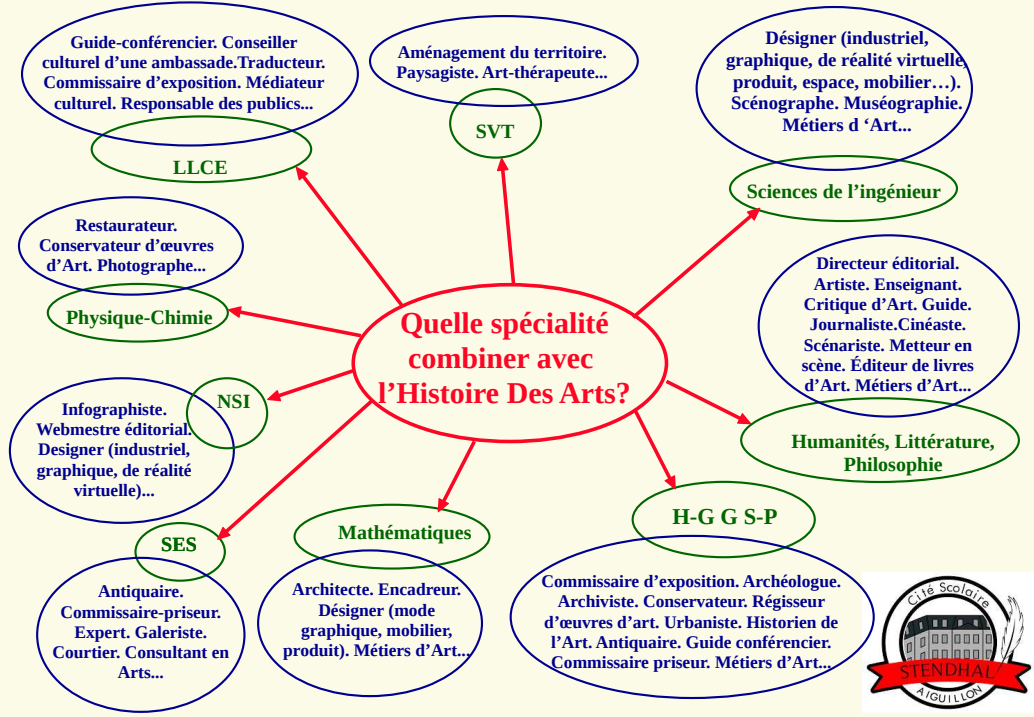 Guide-conférencier. Conseiller
culturel d'une ambassade.Traducteur.
Commissaire d'exposition. Médiateur
culturel. Responsable des publics...
LLCE
Aménagement du territoire.
Paysagiste. Art-thérapeute...
SVT
Désigner (industriel,
graphique, de réalité virtuelle,
produit, espace, mobilier…).
Scénographe. Muséographie.
Métiers d ‘Art...
Sciences de l'ingénieur
Restaurateur.
Conservateur d'œuvres
d'Art. Photographe...
Physique-Chimie
Quelle spécialité
combiner avec
l'Histoire Des Arts?
Directeur éditorial.
Artiste. Enseignant.
Critique d'Art. Guide.
Journaliste.Cinéaste.
Scénariste. Metteur en
scène. Éditeur de livres
d'Art. Métiers d'Art...
Humanités, Littérature,
Philosophie
NSI
Infographiste.
Webmestre éditorial.
Designer (industriel,
graphique, de réalité
virtuelle)...
SES
Antiquaire.
Commissaire-priseur.
Expert. Galeriste.
Courtier. Consultant en
Arts...
Mathématiques
Architecte. Encadreur.
Désigner (mode
graphique, mobilier,
produit). Métiers d'Art...
H-G G S-P
Commissaire d'exposition. Archéologue.
Archiviste. Conservateur. Régisseur
d'œuvres d'art. Urbaniste. Historien de
l'Art. Antiquaire. Guide conférencier.
Commissaire priseur. Métiers d'Art...
Cité Scolaire
STENDHAL
AIGUILLON